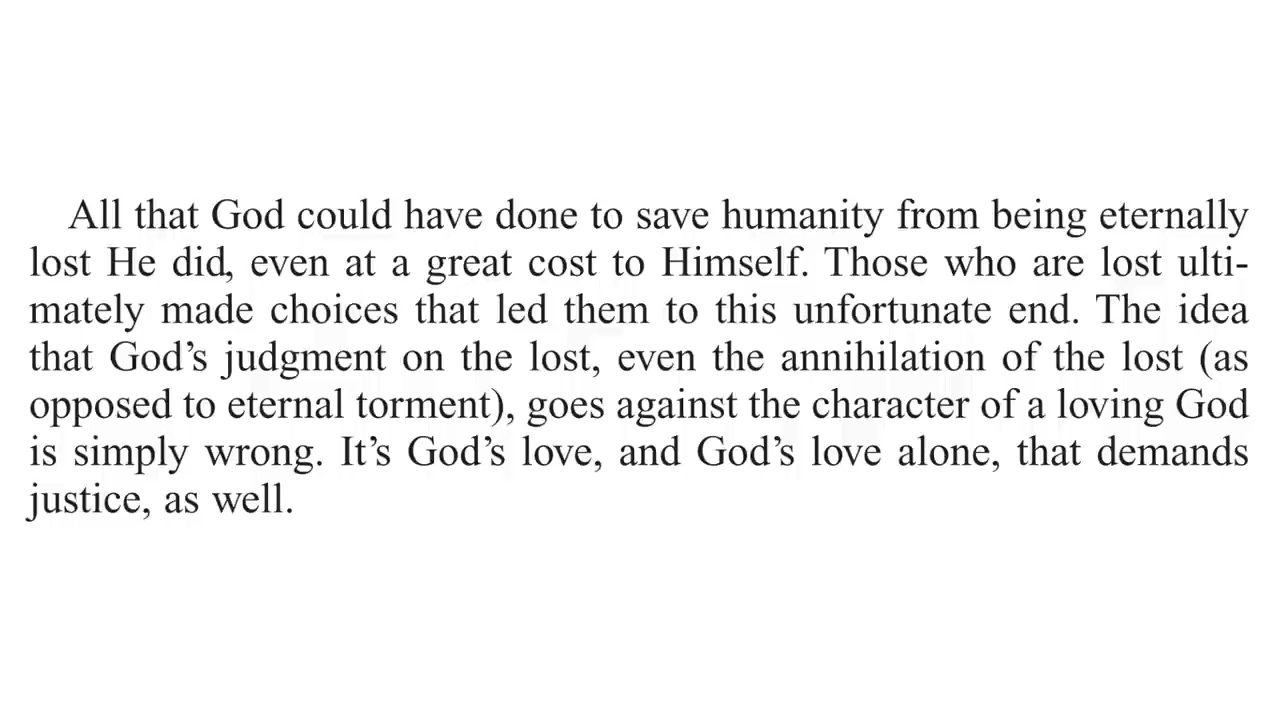 All that God could have done to save humanity from being eternally
lost He did, even at a great cost to Himself. Those who are lost ulti-
mately made choices that led them to this unfortunate end. The idea
that God’s judgment on the lost, even the annihilation of the lost (as
opposed to eternal torment), goes against the character of a loving God
is simply wrong. It’s God’s love, and God’s love alone, that demands
justice, as well.